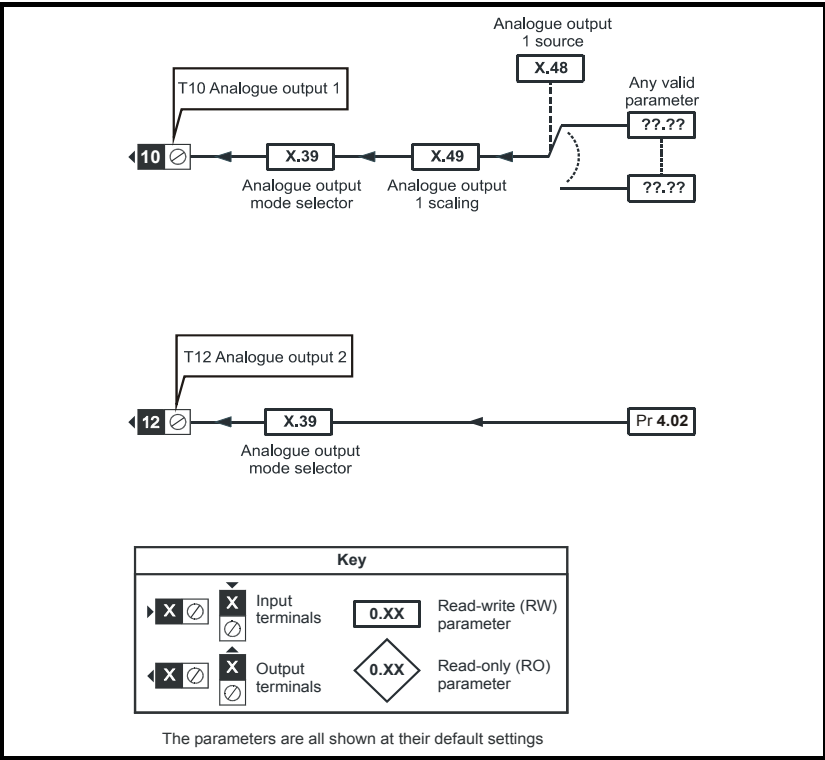 Analogue output
1 source
X.48
Any valid
parameter
??.??
T10 Analogue output 1
10
X.39
X.49
Analogue output
mode selector
Analogue output
1 scaling
??.??
T12 Analogue output 2
12
X.39
Pr 4.02
Analogue output
mode selector
Key
X
X
Input
terminals
0.XX
Read-write (RW)
parameter
X
X
Output
terminals
0.XX
Read-only (RO)
parameter
The parameters are all shown at their default settings